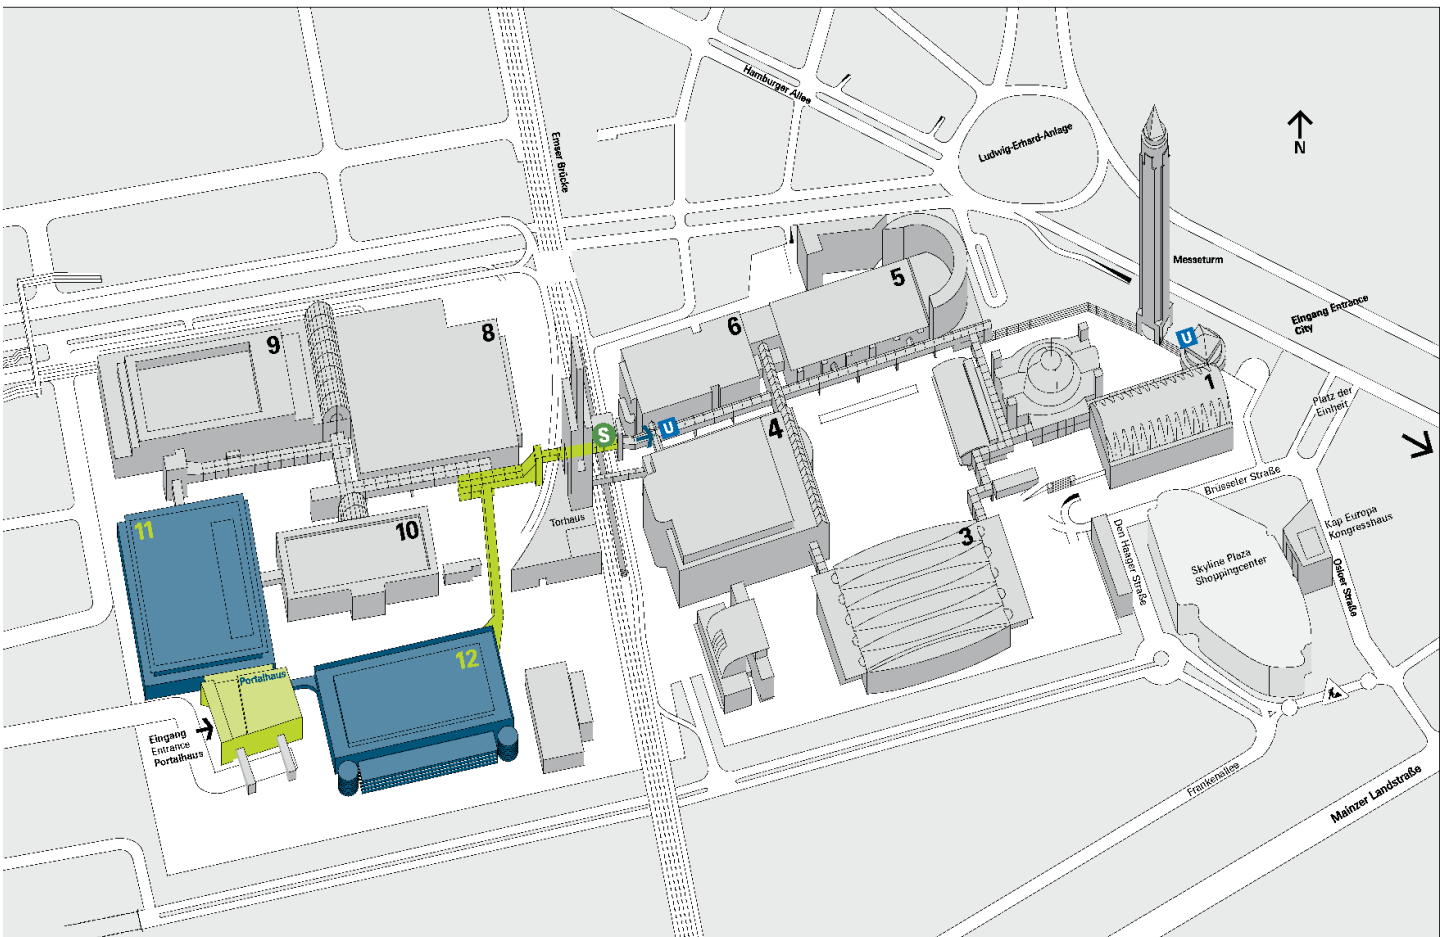 Hamburger Allee
Emser Brücke
Ludwig-Erhard-Anlage
N
Messeturm
Eingang Entrance
City
U
5
6
8
9
1
Platz der
Einheit
S
U
4
Brüsseler Straße
11
10
Torhaus
3
Den Haager Straße
Kap Europa
Kongresshaus
Skyline Plaza
Shoppingcenter
Osloer Straße
12
Portalhaus
Eingang
Entrance
Portalhaus
Frankenallee
Mainzer Landstraße